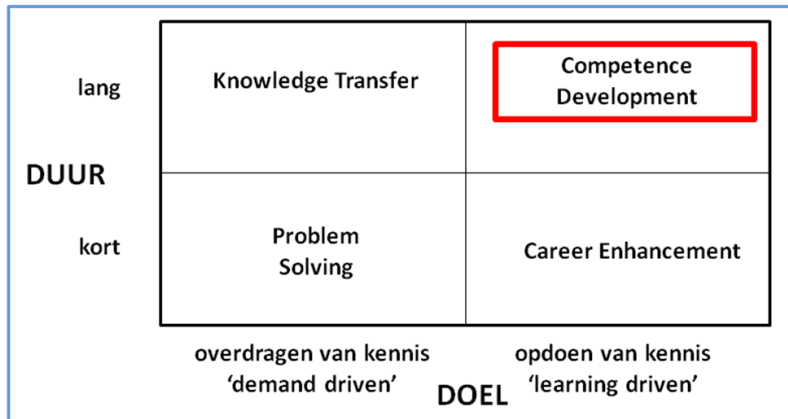 lang
Knowledge Transfer
Competence
Development
DUUR
kort
Problem
Solving
Career Enhancement
overdragen van kennis
‘demand driven’
opdoen van kennis
‘learning driven’
DOEL